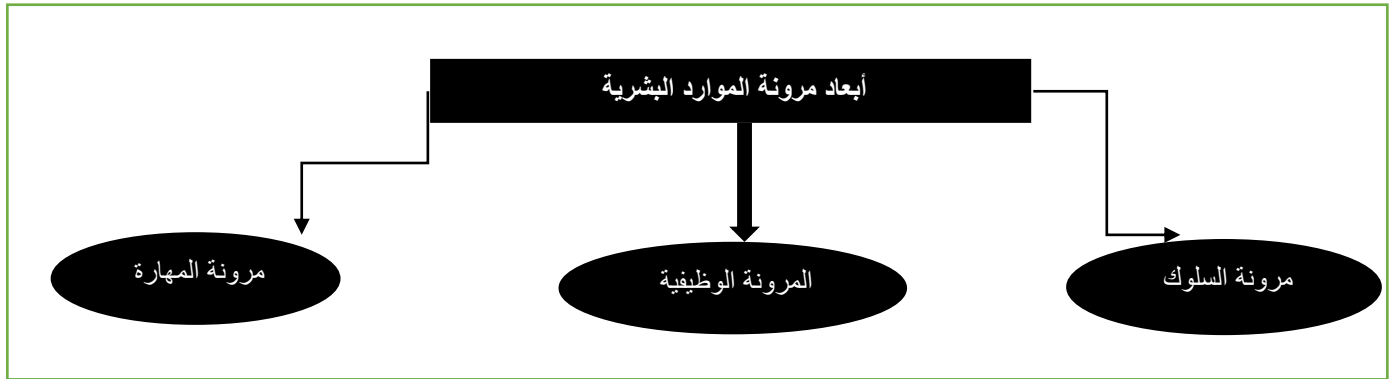 أبعاد مرونة الموارد البشرية
مرونة السلوك
المرونة الوظيفية
مرونة المهارة